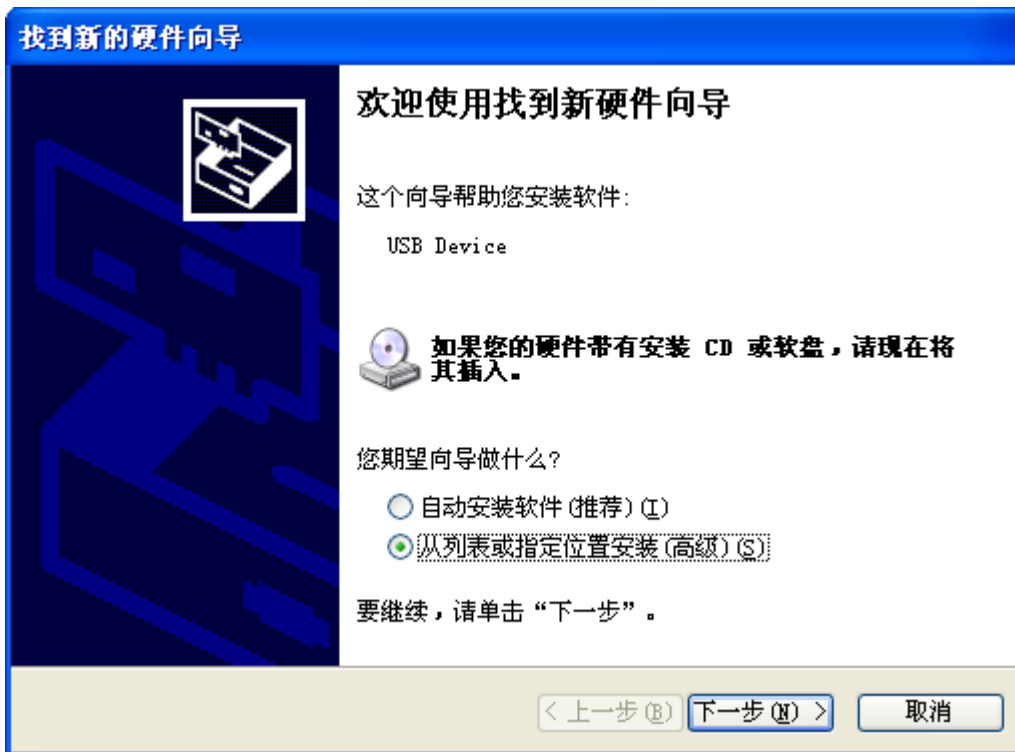 找到新的硬件向导
欢迎使用找到新硬件向导
这个向导帮助您安装软件:
USB Device
如果您的硬件带有安装 CD 或软盘，请现在将
其插入。
您期望向导做什么?
自动安装软件(推荐)(I)
从列表或指定位置安装(高级)(S)
要继续，请单击“下一步”。
< 上一步(B) 下一步(N) > 取消